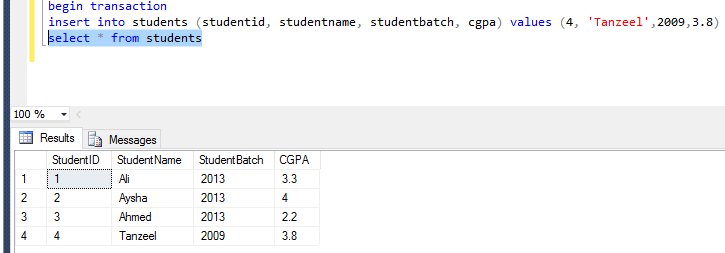 begin transaction
insert into students (studentid, studentname, studentbatch, cgpa) values (4, 'Tanzeel',2009,3.8)
select * from students
100 %
Results Messages
StudentID StudentName StudentBatch CGPA
1 1 Ali 2013 3.3
2 2 Aysha 2013 4
3 3 Ahmed 2013 2.2
4 4 Tanzeel 2009 3.8